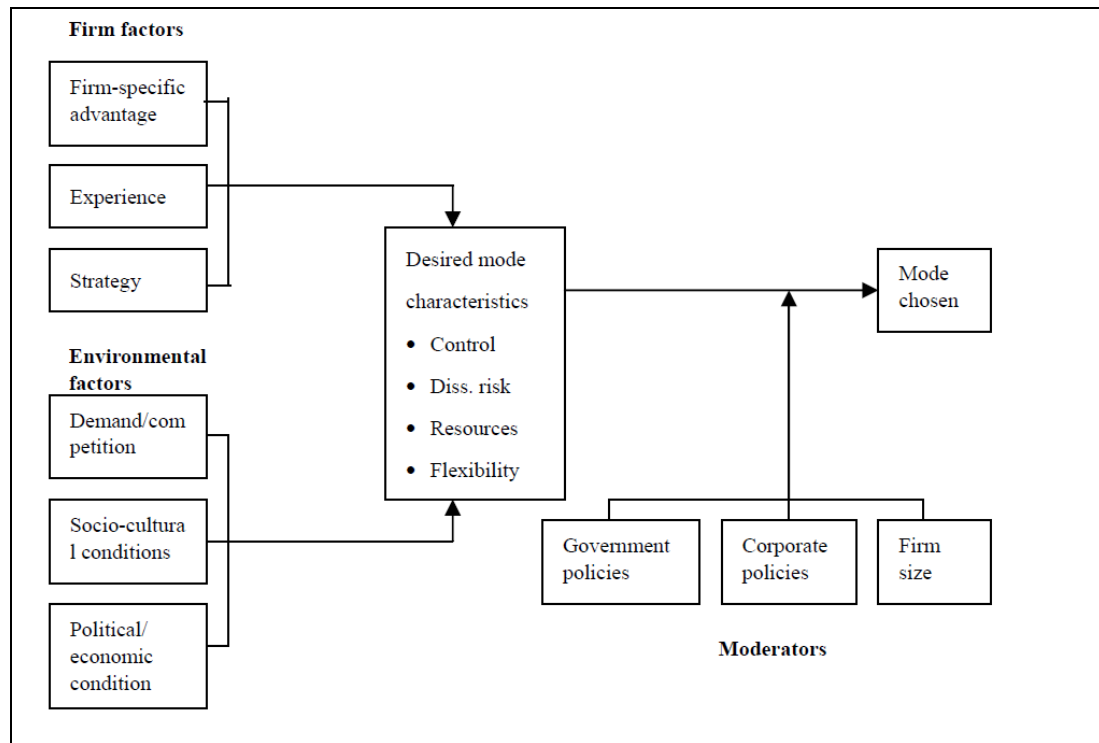 Firm factors
Firm-specific
advantage
Experience
Strategy
Environmental
factors
Demand/com
petition
Socio-cultura
l conditions
Political/
economic
condition
Desired mode
characteristics
• Control
• Diss. risk
• Resources
• Flexibility
Mode
chosen
Government
policies
Corporate
policies
Firm
size
Moderators